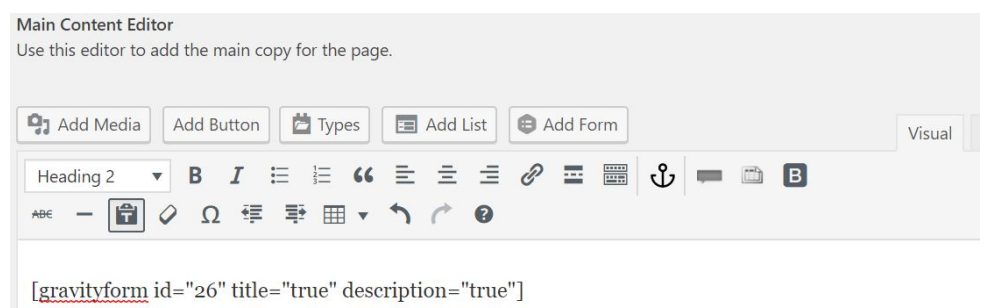 Main Content Editor
Use this editor to add the main copy for the page.
Add Media Add Button Types Add List Add Form Visual
Heading 2 B I B
ABC T Ω
[gravityform id="26" title="true" description="true"]